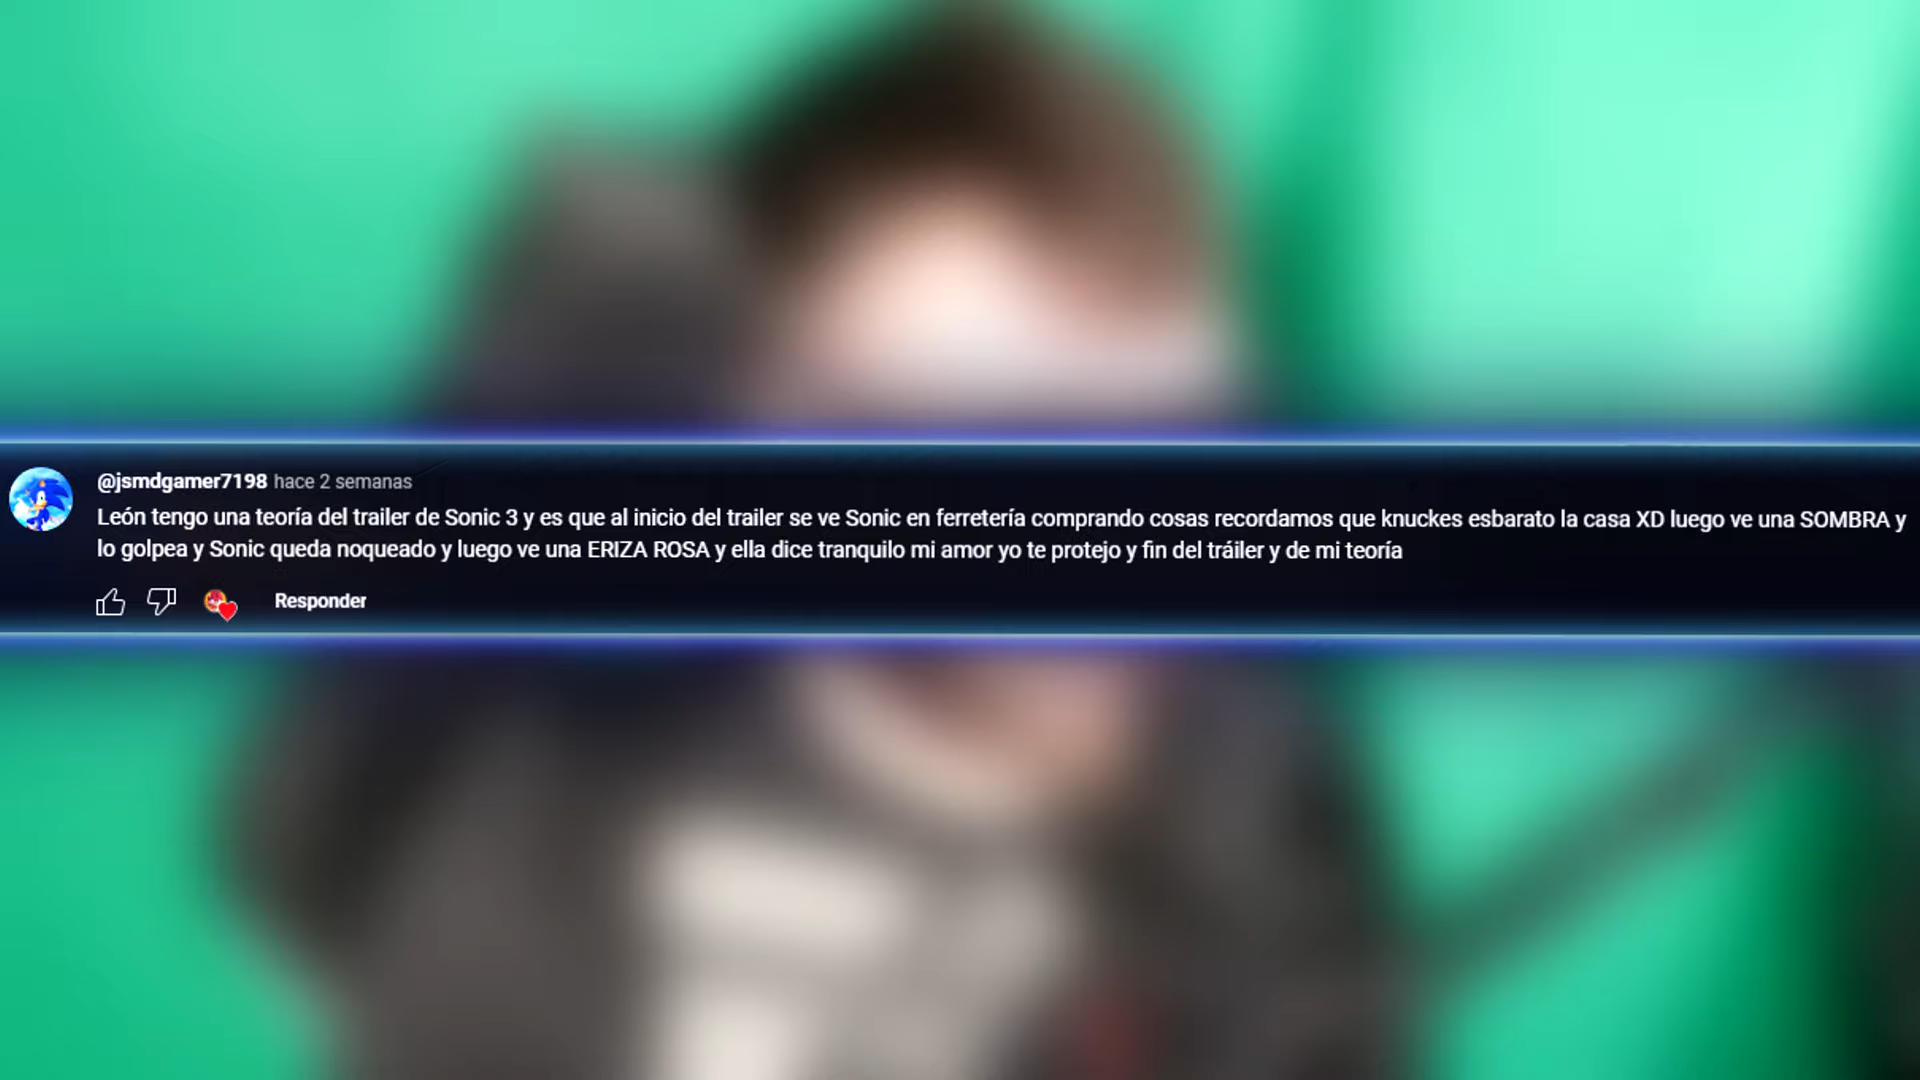 @jsmdgamer7198 hace 2 semanas
León tengo una teoría del trailer de Sonic 3 y es que al inicio del trailer se ve Sonic en ferretería comprando cosas recordamos que knuckes esbarato la casa XD luego ve una SOMBRA y
lo golpea y Sonic queda noqueado y luego ve una ERIZA ROSA y ella dice tranquilo mi amor yo te protejo y fin del tráiler y de mi teoría
Responder